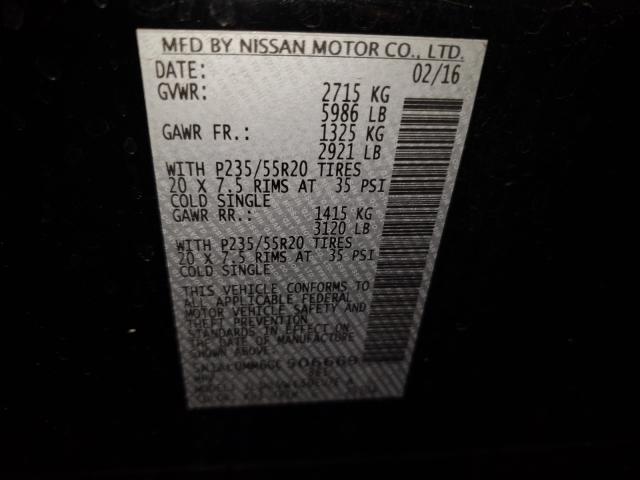 MFD BY NISSAN MOTOR CO., LTD.
DATE: 02/16
GVWR: 2715 KG
5986 LB
GAWR FR.: 1325 KG
2921 LB
WITH P235/55R20 TIRES
20 X 7.5 RIMS AT 35 PSI
COLD SINGLE
GAWR RR.: 1415 KG
3120 LB
WITH P235/55R20 TIRES
20 X 7.5 RIMS AT 35 PSI
COLD SINGLE
THIS VEHICLE CONFORMS TO
ALL APPLICABLE FEDERAL
MOTOR VEHICLE SAFETY AND
THEFT PREVENTION
STANDARDS IN EFFECT ON
THE DATE OF MANUFACTURE
SHOWN ABOVE